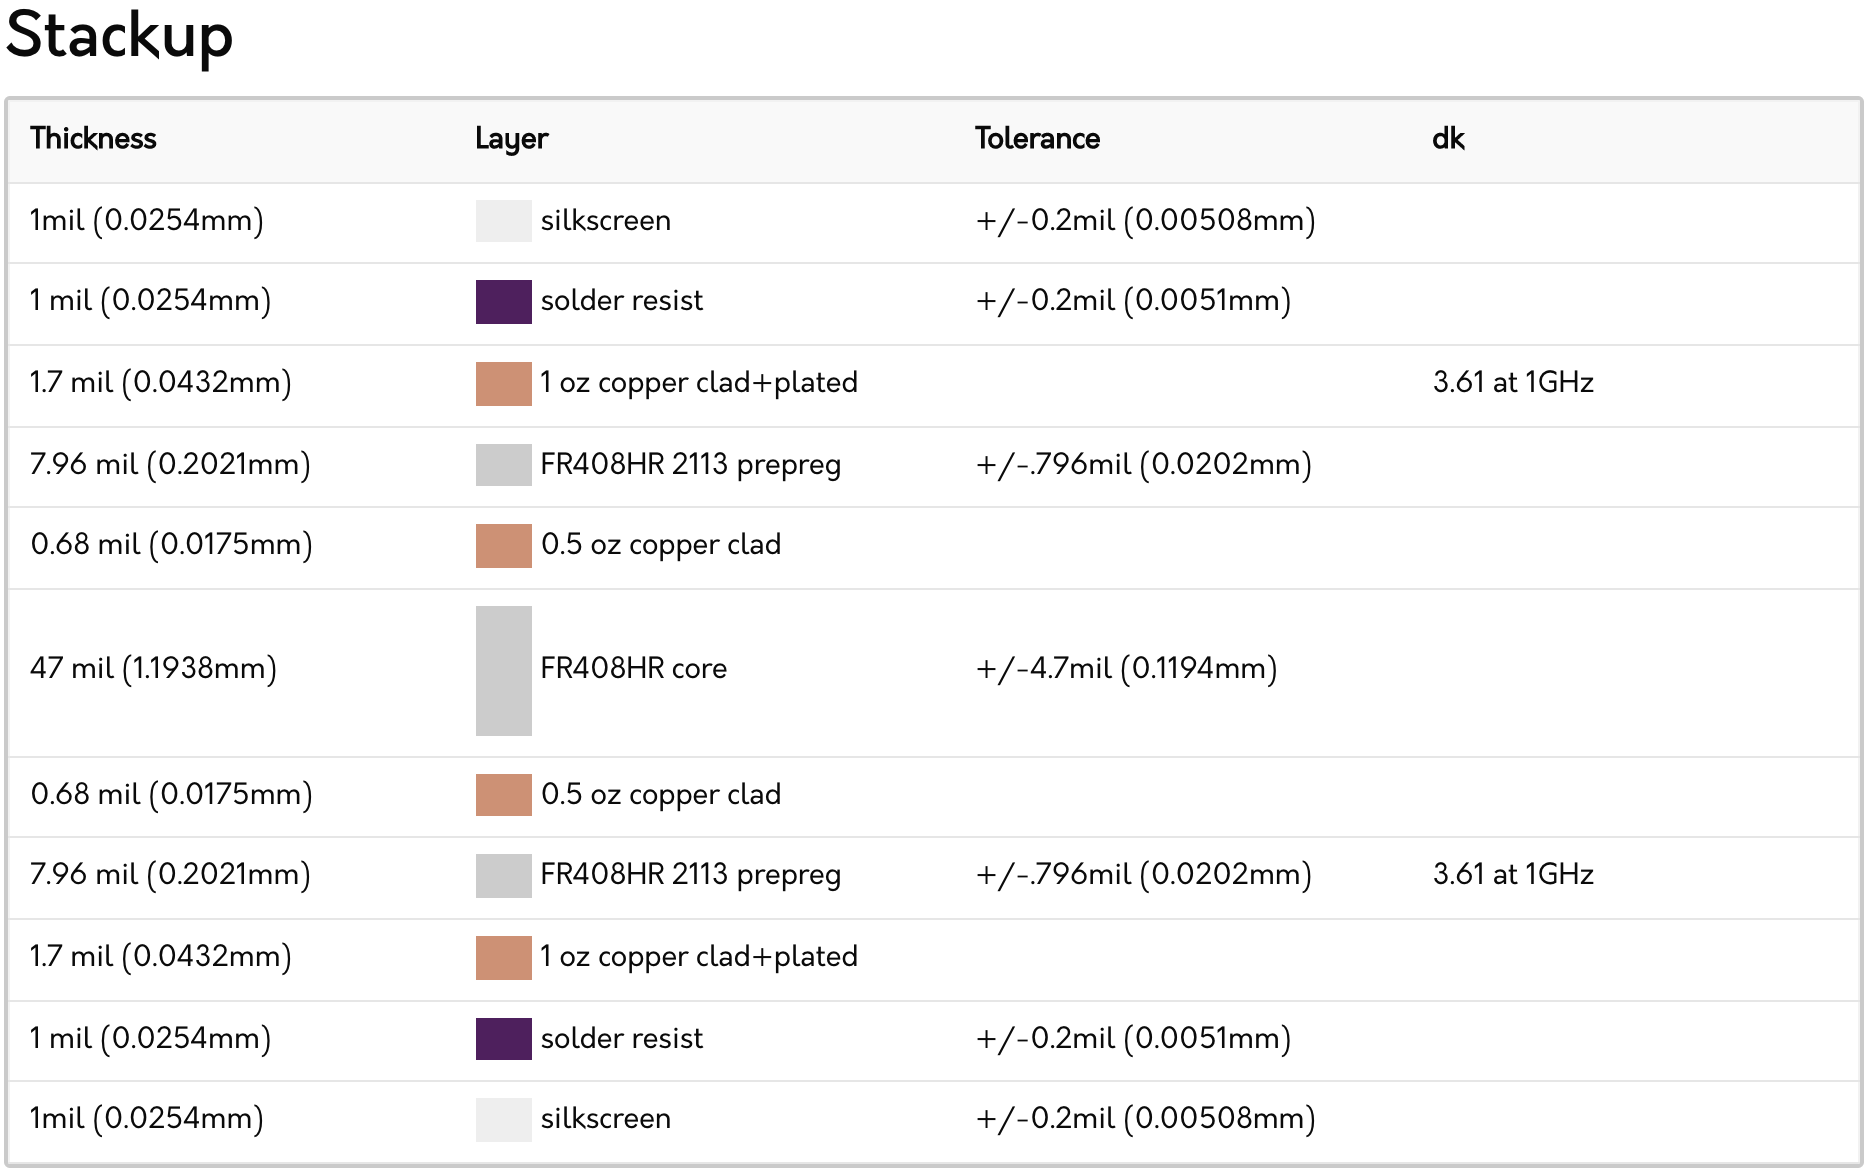 Stackup
Thickness Layer Tolerance dk
1mil (0.0254mm) silkscreen +/-0.2mil (0.00508mm)
1 mil (0.0254mm) solder resist +/-0.2mil (0.0051mm)
1.7 mil (0.0432mm) 1 oz copper clad+plated 3.61 at 1GHz
7.96 mil (0.2021mm) FR408HR 2113 prepreg +/-.796mil (0.0202mm)
0.68 mil (0.0175mm) 0.5 oz copper clad
47 mil (1.1938mm) FR408HR core +/-4.7mil (0.1194mm)
0.68 mil (0.0175mm) 0.5 oz copper clad
7.96 mil (0.2021mm) FR408HR 2113 prepreg +/-.796mil (0.0202mm) 3.61 at 1GHz
1.7 mil (0.0432mm) 1 oz copper clad+plated
1 mil (0.0254mm) solder resist +/-0.2mil (0.0051mm)
1mil (0.0254mm) silkscreen +/-0.2mil (0.00508mm)